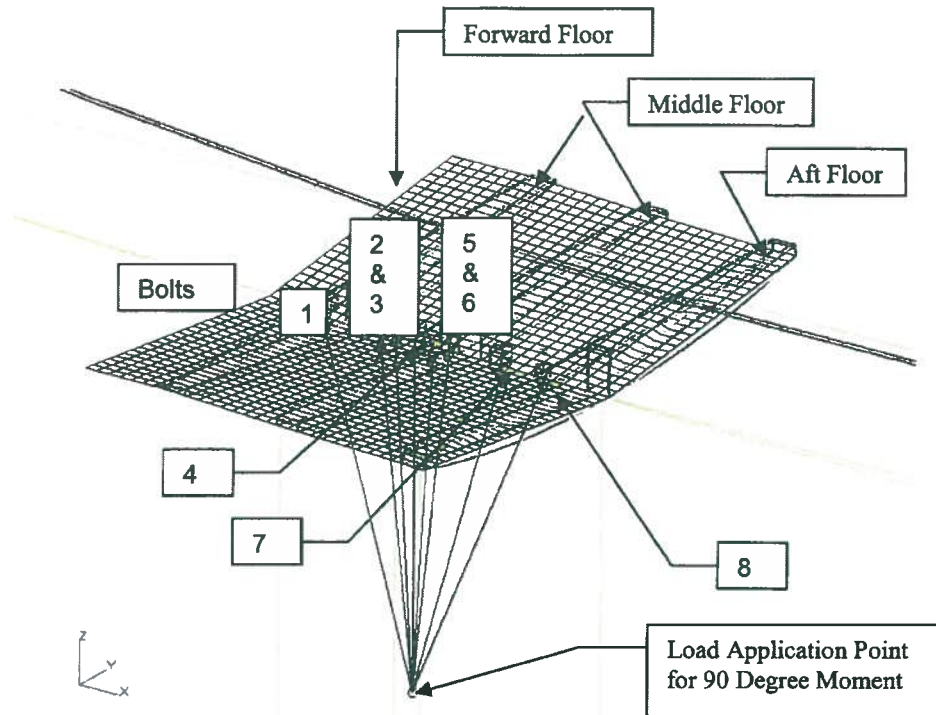 Forward Floor
Middle Floor
Aft Floor
Bolts
1
2
&
3
5
&
6
4
7
8
Load Application Point
for 90 Degree Moment
Z
Y
X